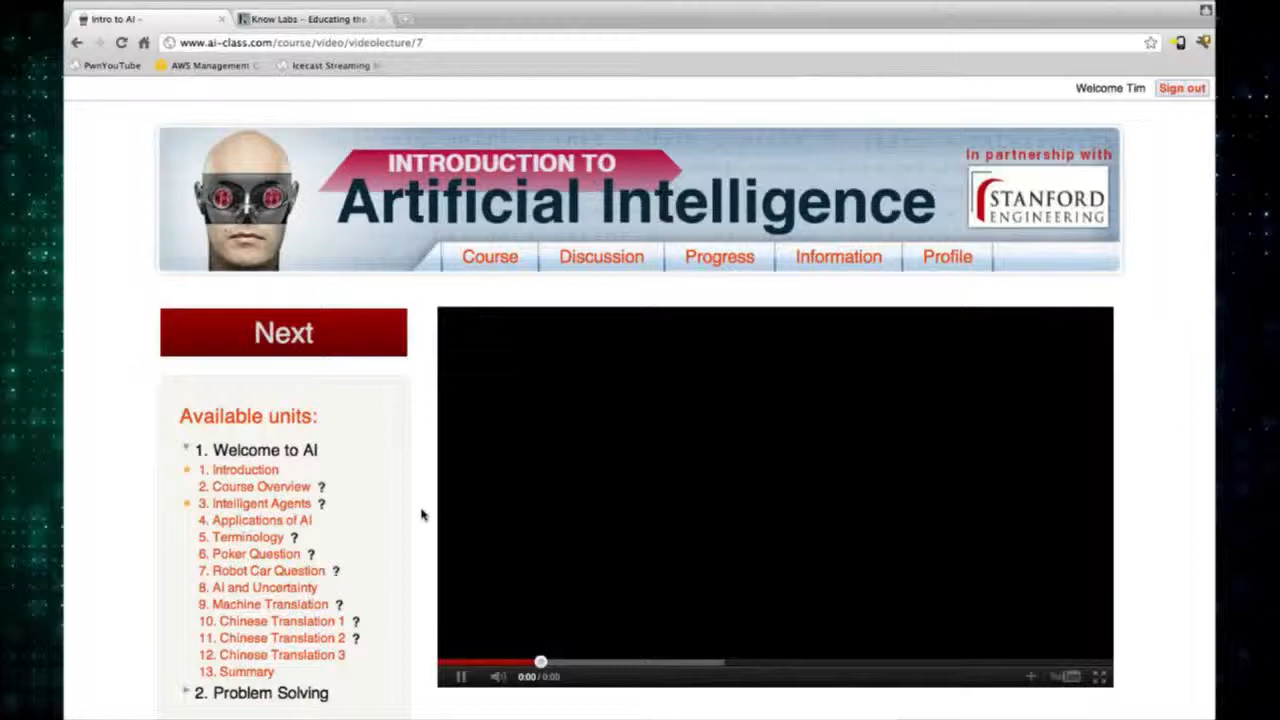 Intro to AI –
Know Labs – Educating the
www.ai-class.com/course/video/videolecture/7
PwnYouTube
AWS Management
Icecast Streaming
Welcome Tim
Sign out
INTRODUCTION TO
Artificial Intelligence
In partnership with
STANFORD
ENGINEERING
Course
Discussion
Progress
Information
Profile
Next
Available units:
1. Welcome to AI
1. Introduction
2. Course Overview ?
3. Intelligent Agents ?
4. Applications of AI
5. Terminology ?
6. Poker Question ?
7. Robot Car Question ?
8. AI and Uncertainty
9. Machine Translation ?
10. Chinese Translation 1 ?
11. Chinese Translation 2 ?
12. Chinese Translation 3
13. Summary
2. Problem Solving
0:00 / 0:00